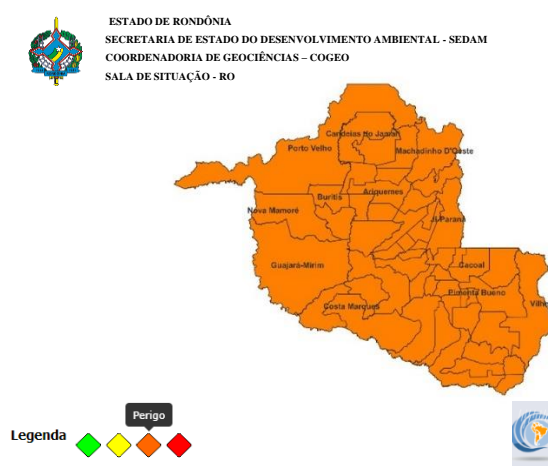 ESTADO DE RONDÔNIA
SECRETARIA DE ESTADO DO DESENVOLVIMENTO AMBIENTAL - SEDAM
COORDENADORIA DE GEOCIÊNCIAS – COGEO
SALA DE SITUAÇÃO - RO
Candeias do Jamari
Porto Velho
Machadinho D'Oeste
Buritis
Ariquemes
Nova Mamoré
Ji-Paraná
Guajará-Mirim
Cacoal
Pimenta Bueno
Costa Marques
Vilh
Perigo
Legenda